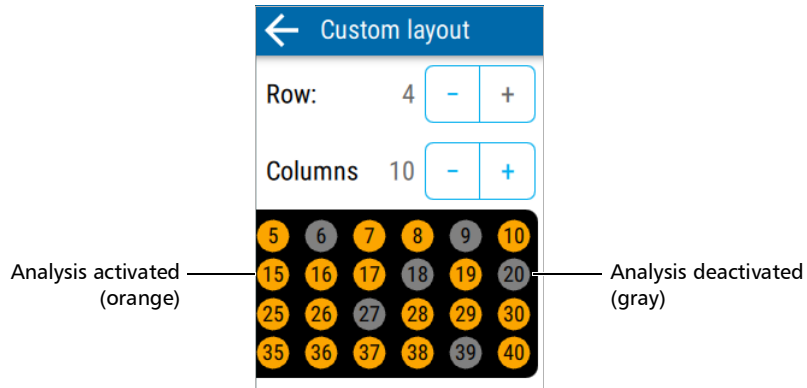 Custom layout
Row: 4 - +
Columns 10 - +
5 6 7 8 9 10
15 16 17 18 19 20
25 26 27 28 29 30
35 36 37 38 39 40
Analysis activated
(orange)
Analysis deactivated
(gray)